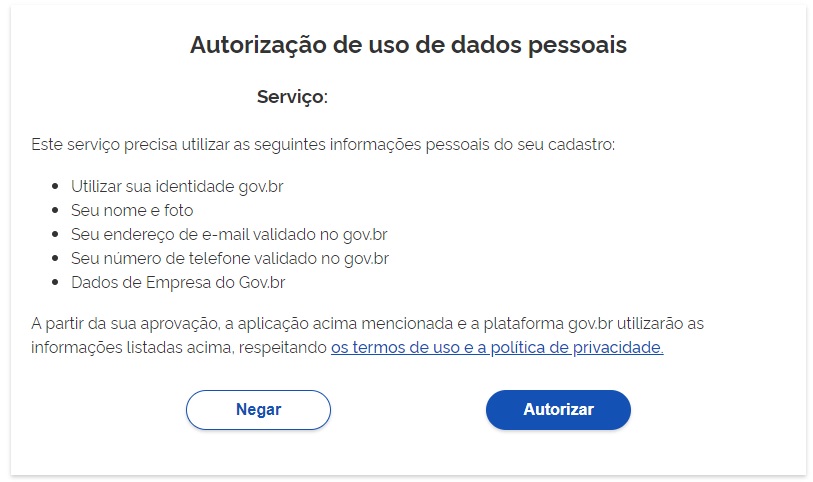 Autorização de uso de dados pessoais
Serviço:
Este serviço precisa utilizar as seguintes informações pessoais do seu cadastro:
Utilizar sua identidade gov.br
Seu nome e foto
Seu endereço de e-mail validado no gov.br
Seu número de telefone validado no gov.br
Dados de Empresa do Gov.br
A partir da sua aprovação, a aplicação acima mencionada e a plataforma gov.br utilizarão as
informações listadas acima, respeitando os termos de uso e a política de privacidade.
Negar
Autorizar